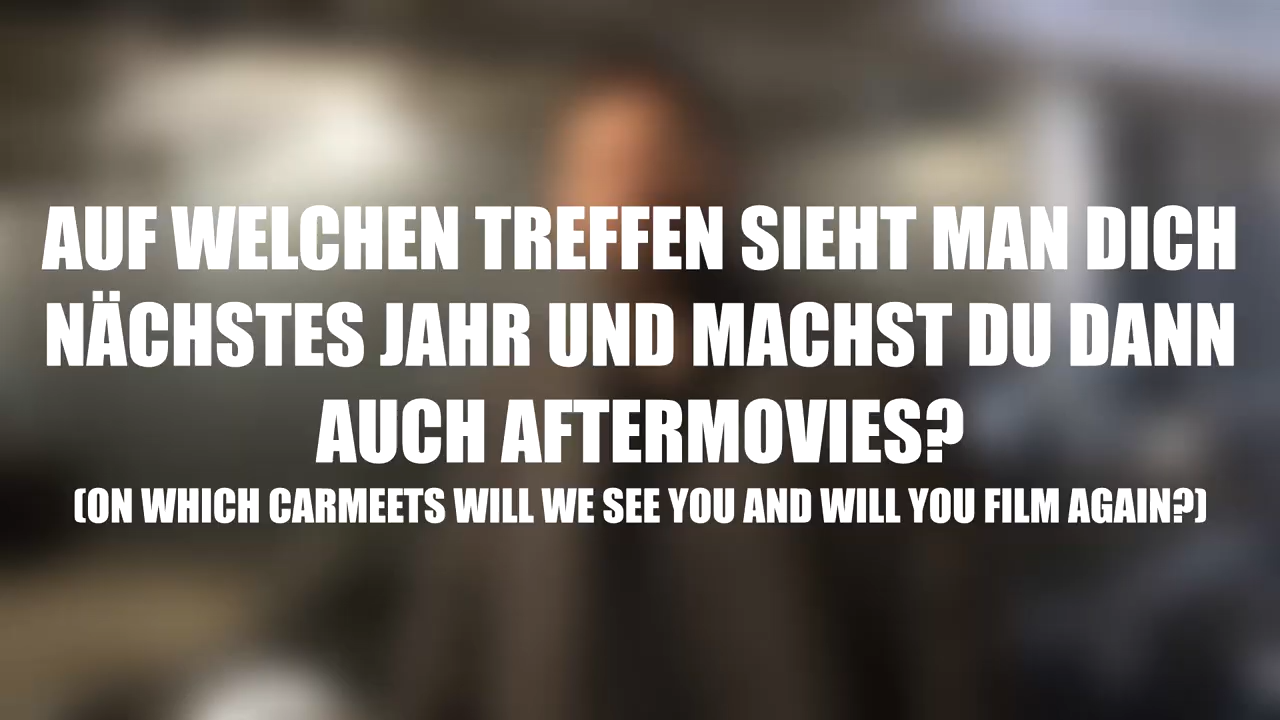 AUF WELCHEN TREFFEN SIEHT MAN DICH
NÄCHSTES JAHR UND MACHST DU DANN
AUCH AFTERMOVIES?
(ON WHICH CARMEETS WILL WE SEE YOU AND WILL YOU FILM AGAIN?)